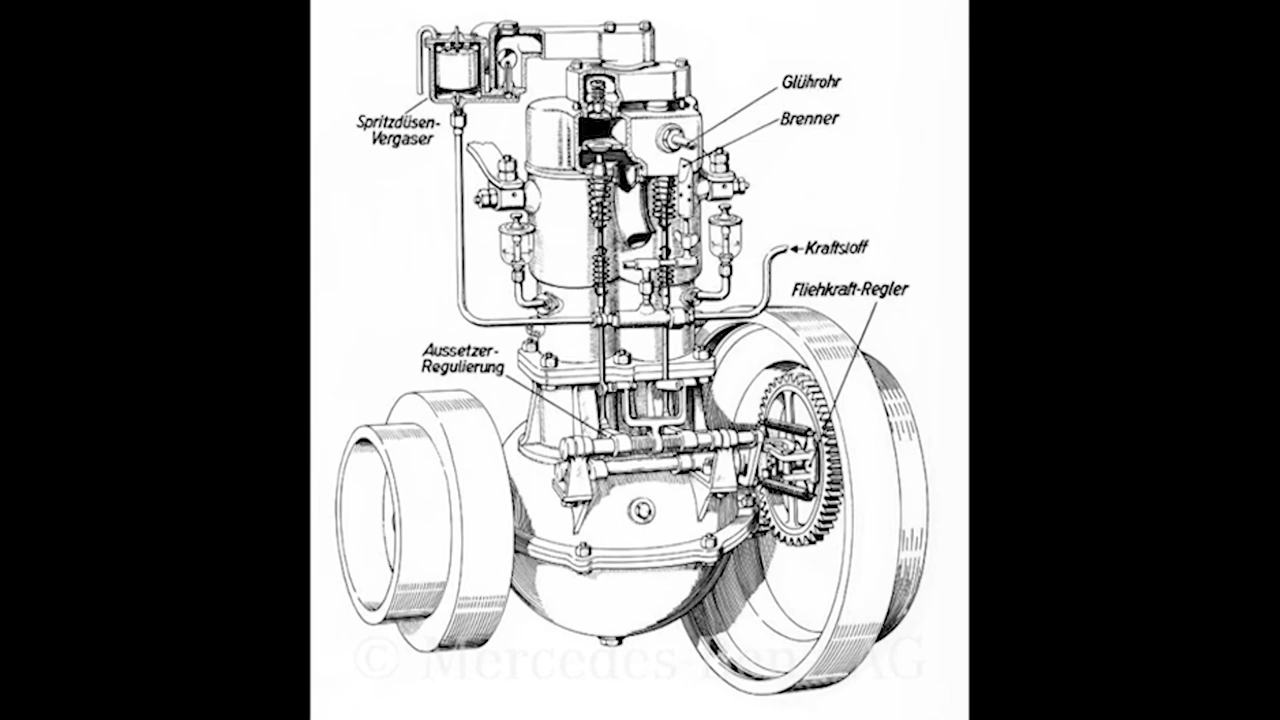 Glührohr
Brenner
Spritzdüsen-
Vergaser
Kraftstoff
Fliehkraft-Regler
Aussetzer-
Regulierung
© Mercedes-Benz AG